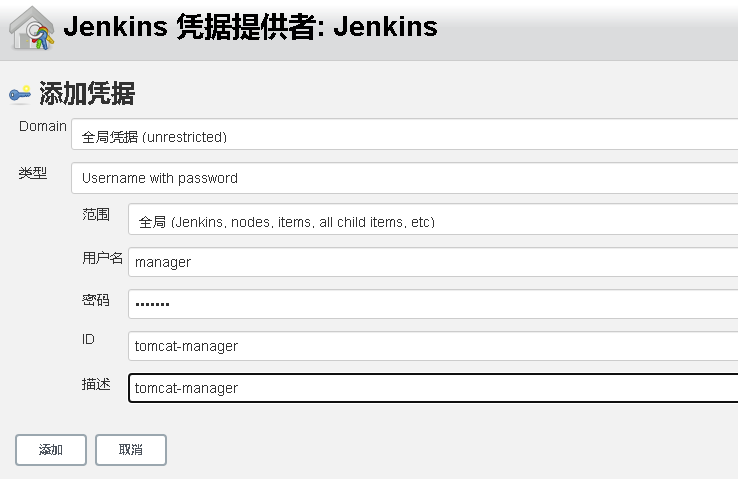 Jenkins 凭据提供者: Jenkins
添加凭据
Domain
全局凭据 (unrestricted)
类型
Username with password
范围
全局 (Jenkins, nodes, items, all child items, etc)
用户名
manager
密码
•••••••
ID
tomcat-manager
描述
tomcat-manager
添加 取消